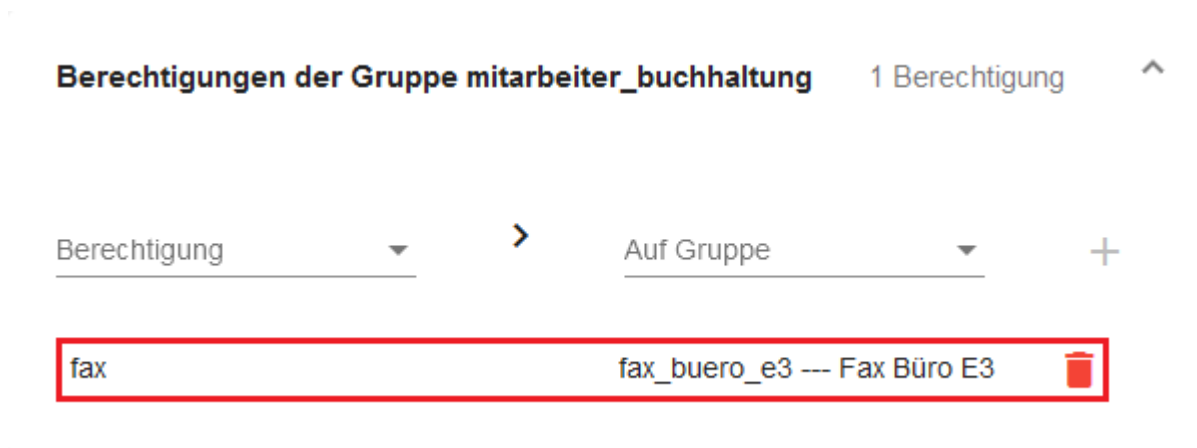 Berechtigungen der Gruppe mitarbeiter_buchhaltung 1 Berechtigung
Berechtigung > Auf Gruppe +
fax fax_buero_e3 --- Fax Büro E3